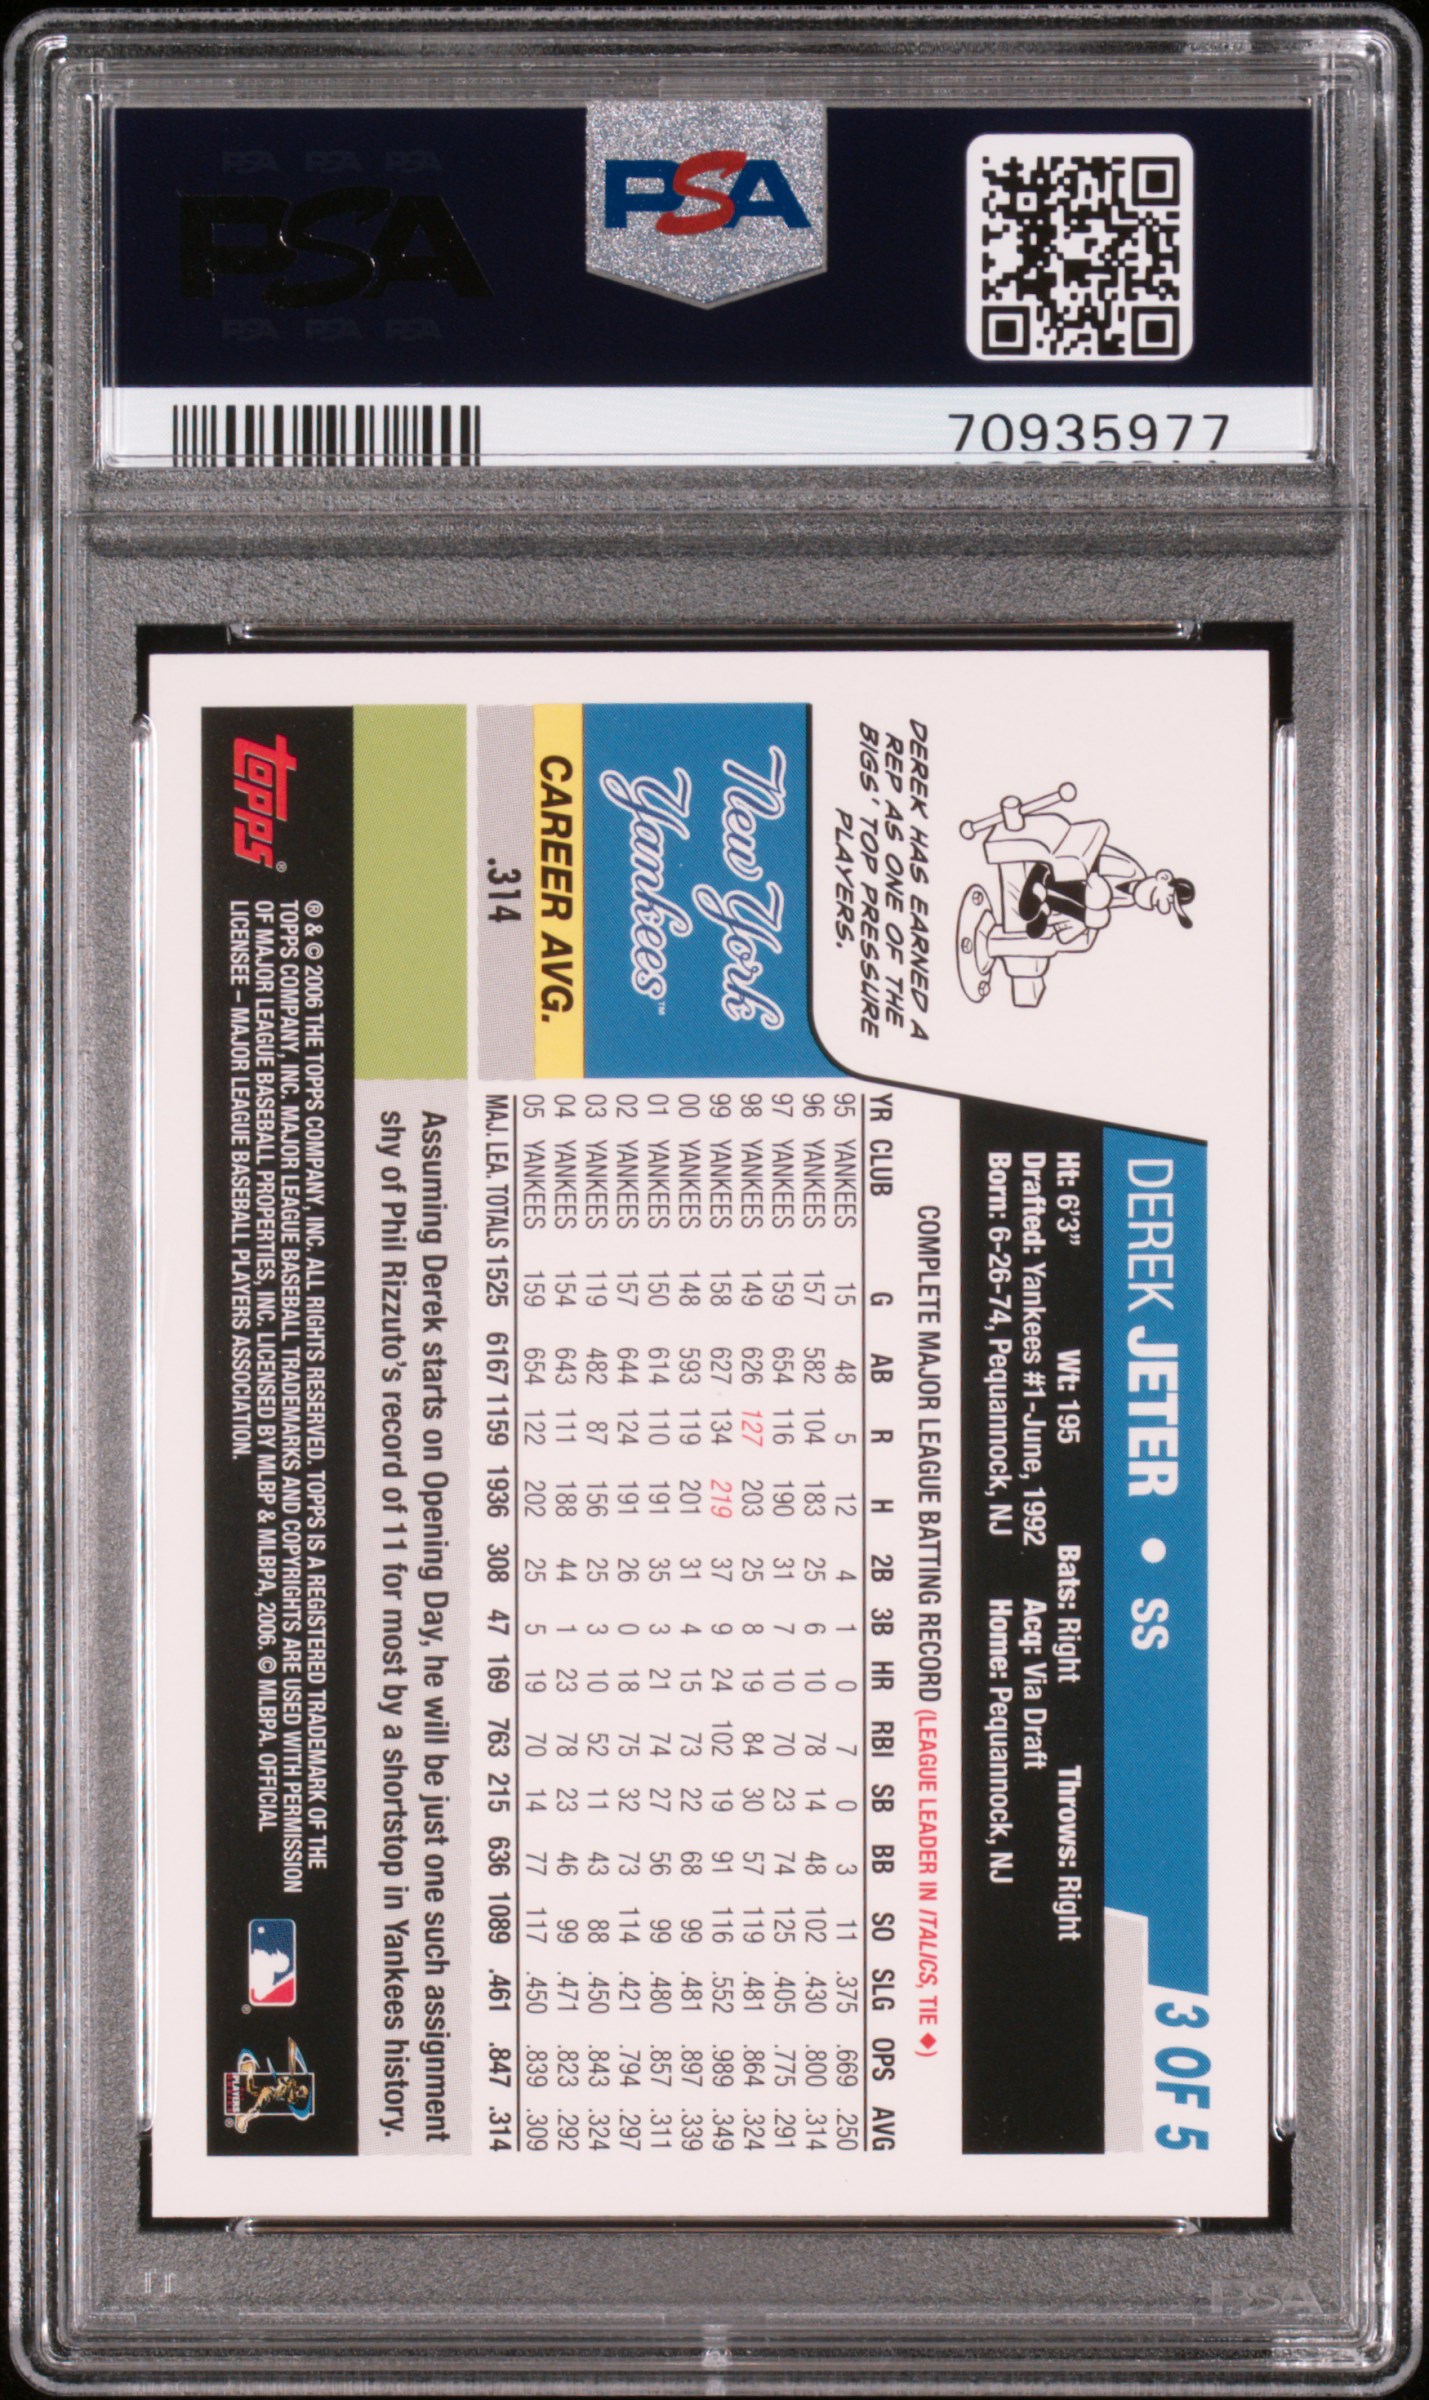 PSA PSA PSA
PSA
PSA PSA PSA
PSA
70935977
DEREK HAS EARNED A
REP AS ONE OF THE
BIGS' TOP PRESSURE
PLAYERS.
DEREK JETER • SS
3 OF 5
Ht: 6'3" Wt: 195 Bats: Right Throws: Right
Drafted: Yankees #1-June, 1992 Acq: Via Draft
Born: 6-26-74, Pequannock, NJ Home: Pequannock, NJ
New York
Yankees™
CAREER AVG.
.314
COMPLETE MAJOR LEAGUE BATTING RECORD (LEAGUE LEADER IN ITALICS, TIE ♦)
YR CLUB G AB R H 2B 3B HR RBI SB BB SO SLG OPS AVG
95 YANKEES 15 48 5 12 4 1 0 7 0 3 11 .375 .669 .250
96 YANKEES 157 582 104 183 25 6 10 78 14 48 102 .430 .800 .314
97 YANKEES 159 654 116 190 31 7 10 70 23 74 125 .405 .775 .291
98 YANKEES 149 626 127 203 25 8 19 84 30 57 119 .481 .864 .324
99 YANKEES 158 627 134 219 37 9 24 102 19 91 116 .552 .989 .349
00 YANKEES 148 593 119 201 31 4 15 73 22 68 99 .481 .897 .339
01 YANKEES 150 614 110 191 35 3 21 74 27 56 99 .480 .857 .311
02 YANKEES 157 644 124 191 26 0 18 75 32 73 114 .421 .794 .297
03 YANKEES 119 482 87 156 25 3 10 52 11 43 88 .450 .843 .324
04 YANKEES 154 643 111 188 44 1 23 78 23 46 99 .471 .823 .292
05 YANKEES 159 654 122 202 25 5 19 70 14 77 117 .450 .839 .309
MAJ. LEA. TOTALS 1525 6167 1159 1936 308 47 169 763 215 636 1089 .461 .847 .314
Assuming Derek starts on Opening Day, he will be just one such assignment
shy of Phil Rizzuto's record of 11 for most by a shortstop in Yankees history.
topps®
® & © 2006 THE TOPPS COMPANY, INC. ALL RIGHTS RESERVED. TOPPS IS A REGISTERED TRADEMARK OF THE
TOPPS COMPANY, INC. MAJOR LEAGUE BASEBALL TRADEMARKS AND COPYRIGHTS ARE USED WITH PERMISSION
OF MAJOR LEAGUE BASEBALL PROPERTIES, INC. LICENSED BY MLBP & MLBPA, 2006. © MLBPA. OFFICIAL
LICENSEE – MAJOR LEAGUE BASEBALL PLAYERS ASSOCIATION.
PSA